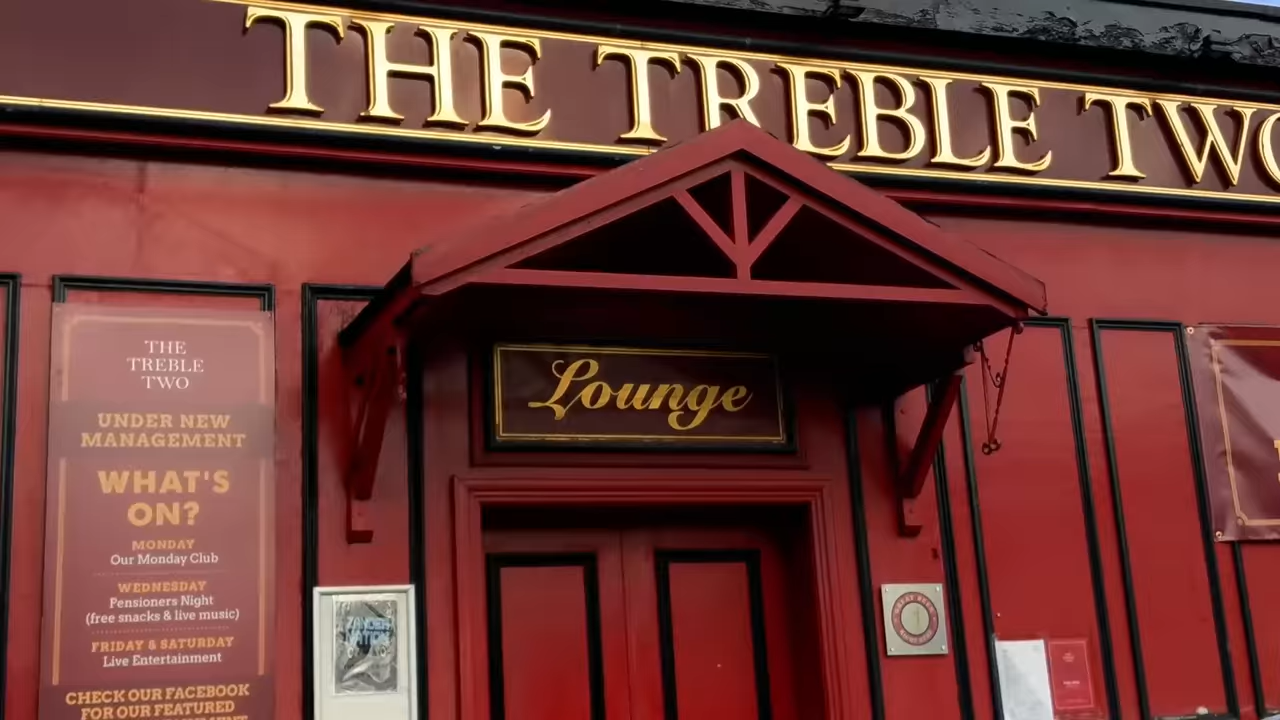 THE TREBLE TWO
Lounge
THE
TREBLE
TWO
UNDER NEW
MANAGEMENT
WHAT'S
ON?
MONDAY
Our Monday Club
WEDNESDAY
Pensioners Night
(free snacks & live music)
FRIDAY & SATURDAY
Live Entertainment
CHECK OUR FACEBOOK
FOR OUR FEATURED